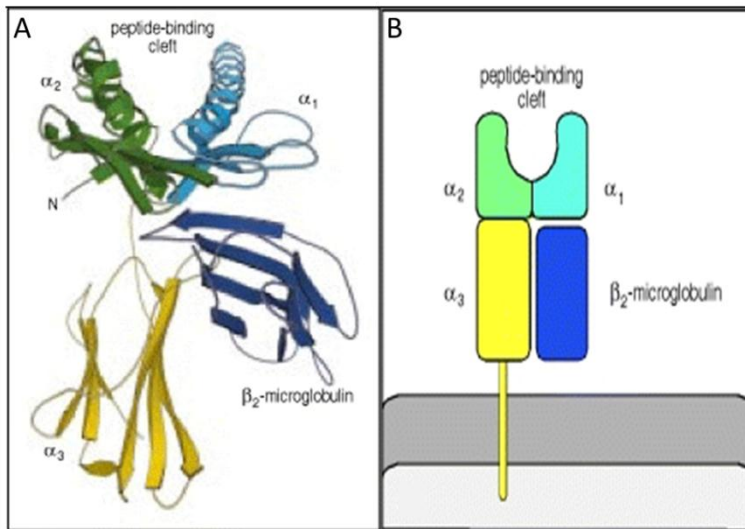 A
peptide-binding
cleft
α2
α1
N
β2-microglobulin
α3
B
peptide-binding
cleft
α2
α1
α3
β2-microglobulin